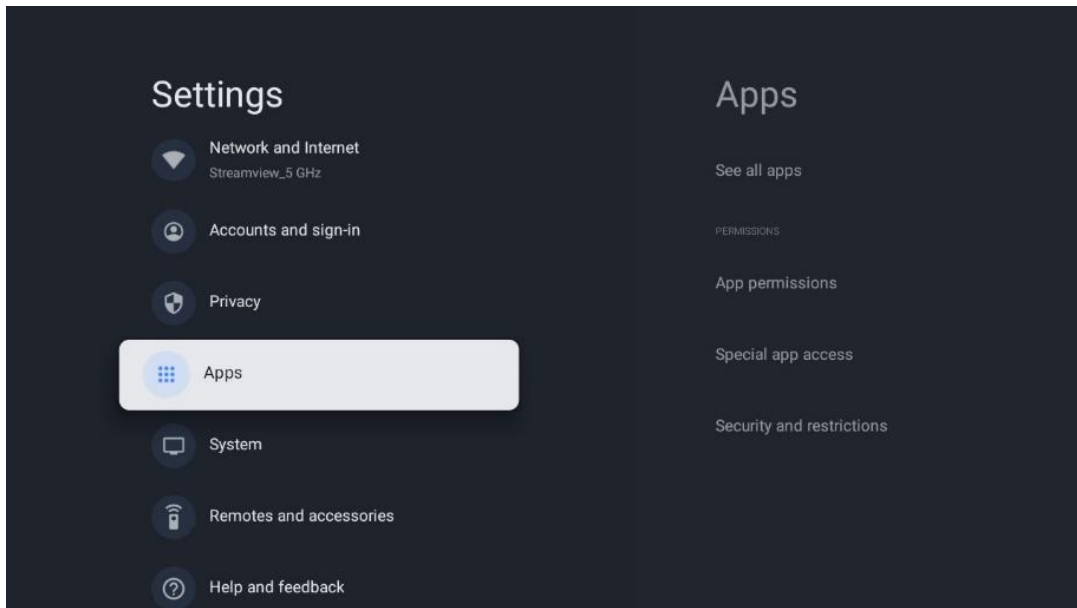 Settings
Network and Internet
Streamview_5 GHz
Accounts and sign-in
Privacy
Apps
System
Remotes and accessories
Help and feedback
Apps
See all apps
PERMISSIONS
App permissions
Special app access
Security and restrictions